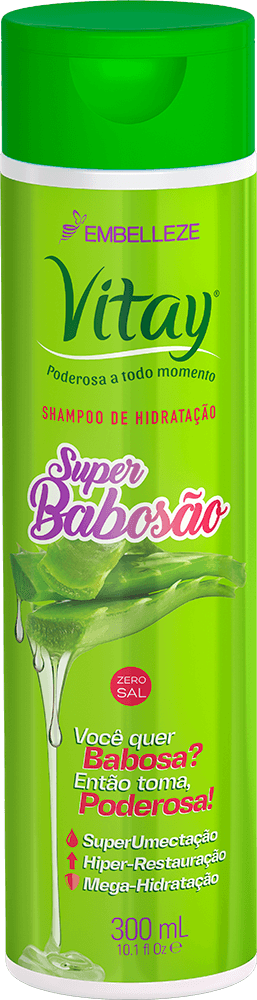 EMBELLEZE
Vitay®
Poderosa a todo momento
SHAMPOO DE HIDRATAÇÃO
Super
Babosão
ZERO
SAL
Você quer
Babosa?
Então toma,
Poderosa!
SuperUmectação
Hiper-Restauração
Mega-Hidratação
300 mL
10.1 fl Oz ℮